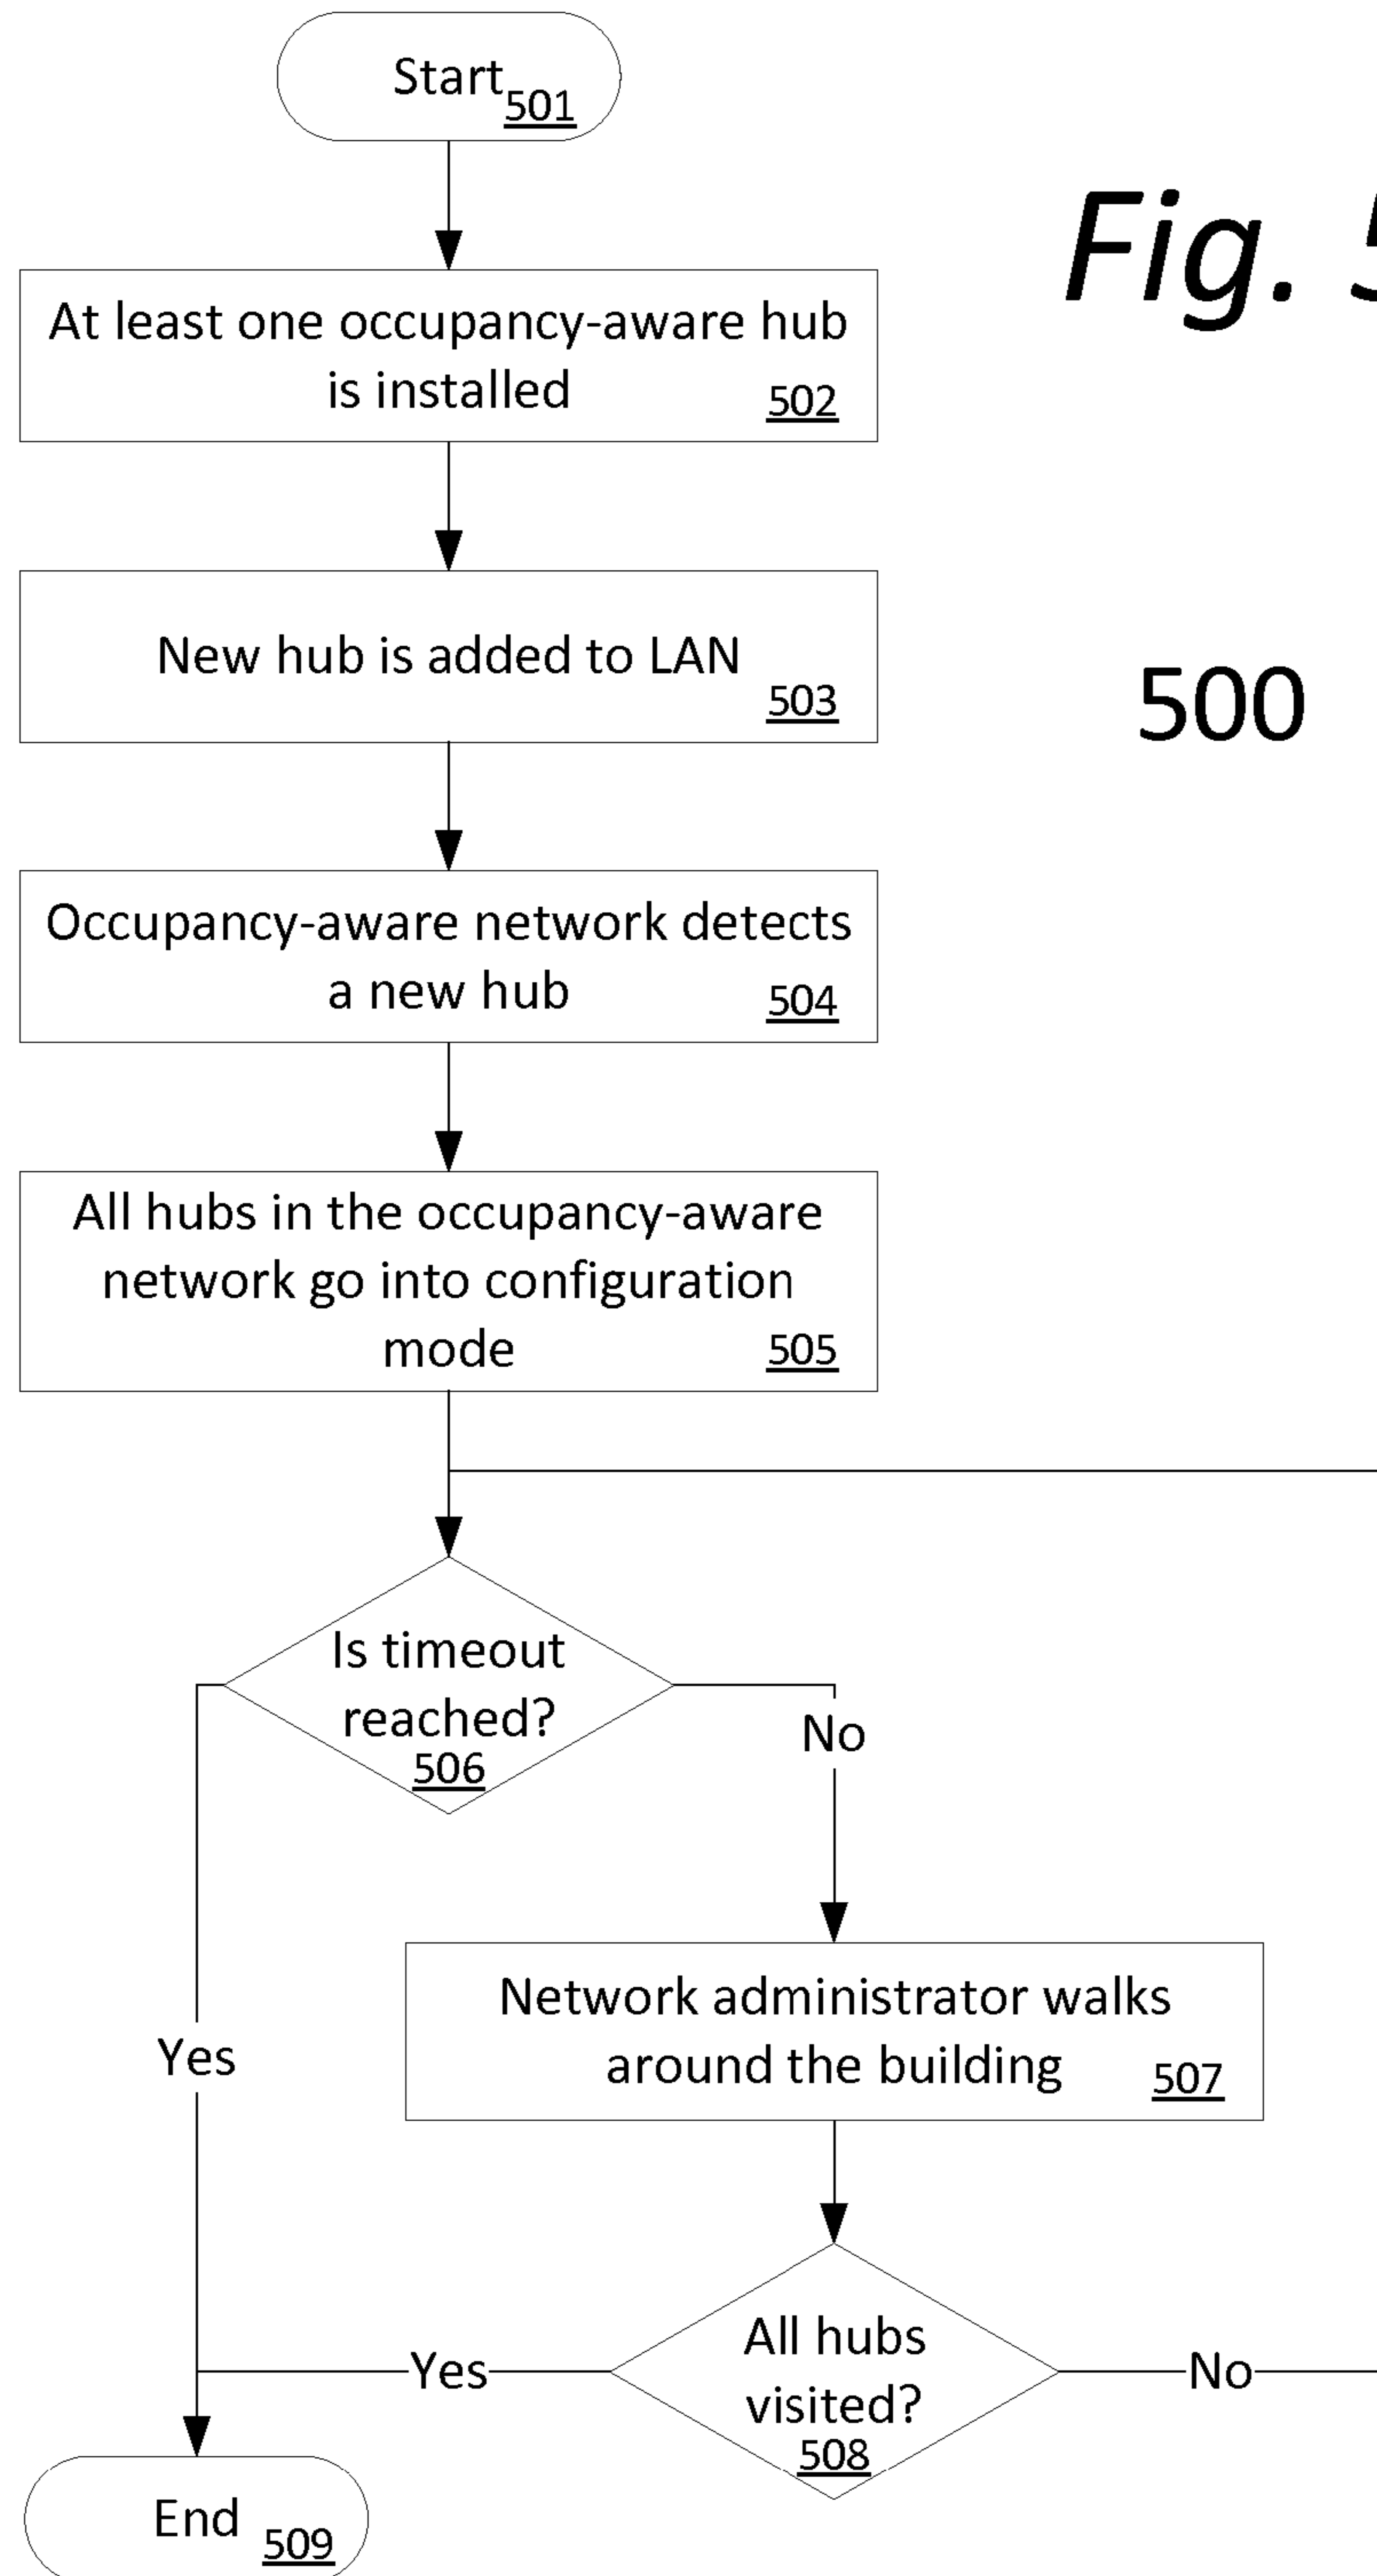 Start
501
Fig. 5
At least one occupancy-aware hub
is installed
502
New hub is added to LAN
503
500
Occupancy-aware network detects
a new hub
504
All hubs in the occupancy-aware
network go into configuration
mode
505
Is timeout
reached?
506
No
Network administrator walks
around the building
507
Yes
All hubs
visited?
508
Yes
No
End
509